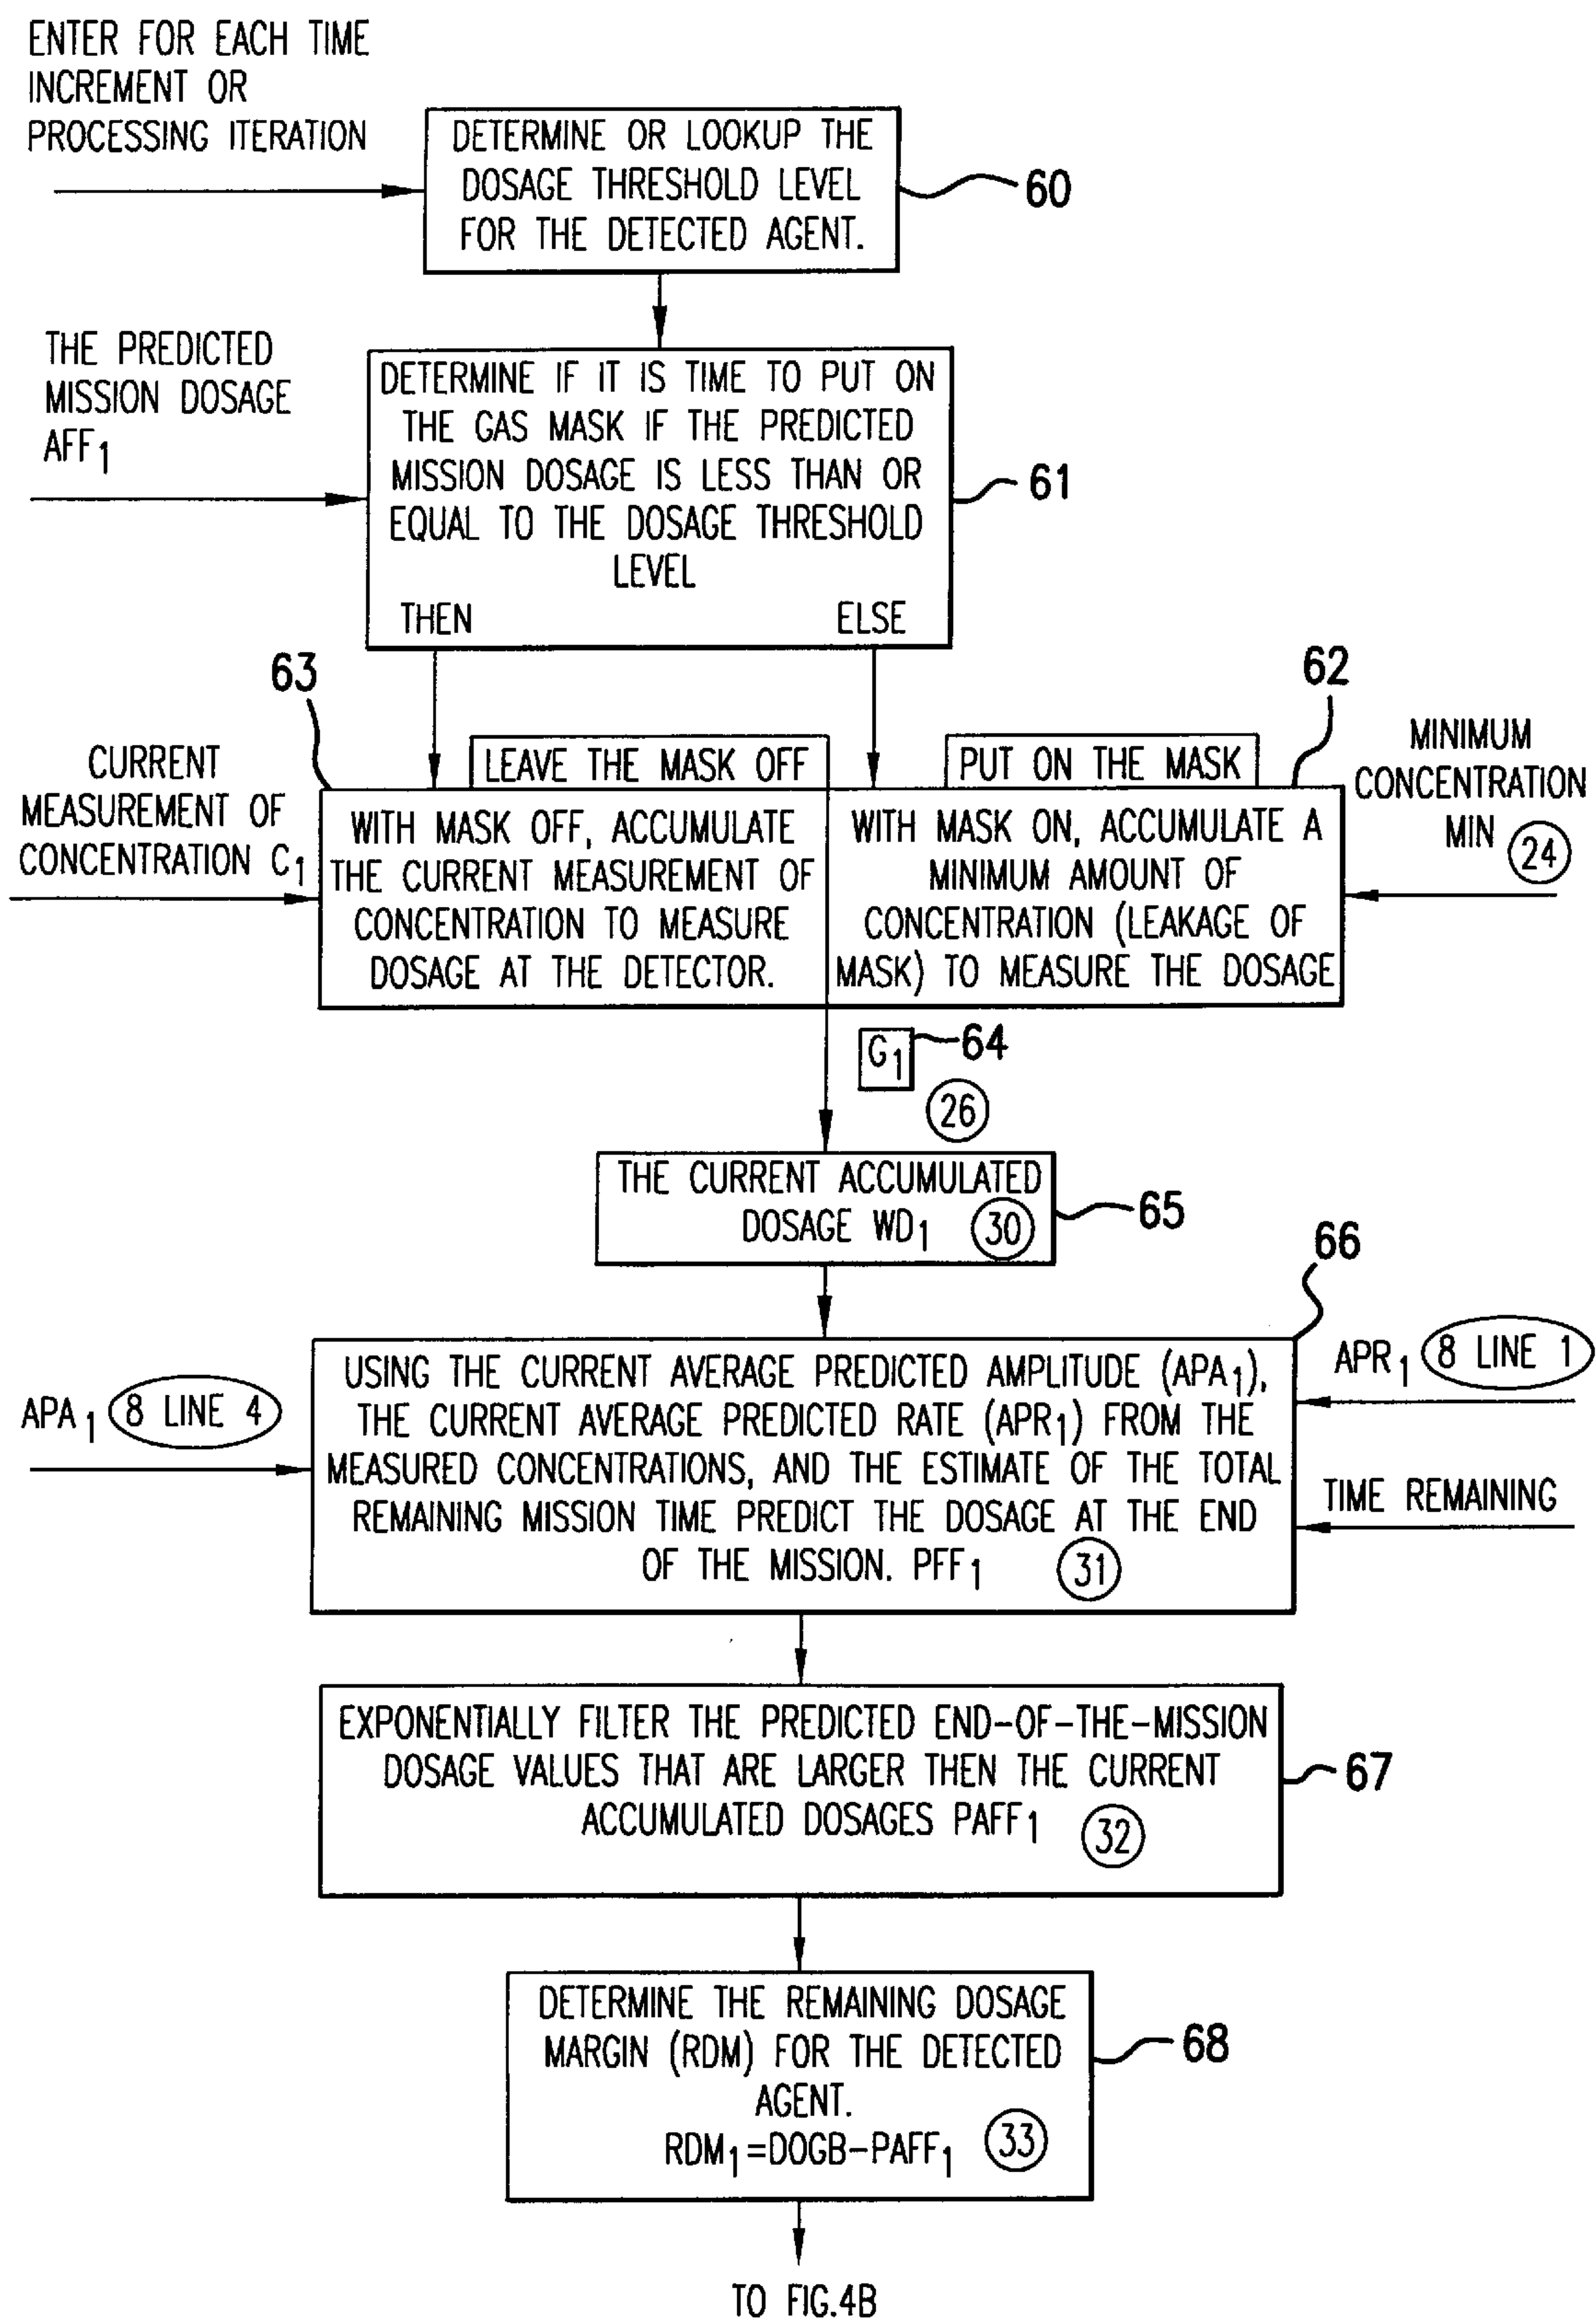 ENTER FOR EACH TIME
INCREMENT OR
PROCESSING ITERATION
DETERMINE OR LOOKUP THE
DOSAGE THRESHOLD LEVEL
FOR THE DETECTED AGENT.
60
THE PREDICTED
MISSION DOSAGE
AFF1
DETERMINE IF IT IS TIME TO PUT ON
THE GAS MASK IF THE PREDICTED
MISSION DOSAGE IS LESS THAN OR
EQUAL TO THE DOSAGE THRESHOLD
LEVEL
THEN ELSE
61
63
62
LEAVE THE MASK OFF
PUT ON THE MASK
CURRENT
MEASUREMENT OF
CONCENTRATION C1
WITH MASK OFF, ACCUMULATE
THE CURRENT MEASUREMENT OF
CONCENTRATION TO MEASURE
DOSAGE AT THE DETECTOR.
WITH MASK ON, ACCUMULATE A
MINIMUM AMOUNT OF
CONCENTRATION (LEAKAGE OF
MASK) TO MEASURE THE DOSAGE
MINIMUM
CONCENTRATION
MIN 24
G1 64
26
THE CURRENT ACCUMULATED
DOSAGE WD1 30
65
66
APA1 8 LINE 4
USING THE CURRENT AVERAGE PREDICTED AMPLITUDE (APA1),
THE CURRENT AVERAGE PREDICTED RATE (APR1) FROM THE
MEASURED CONCENTRATIONS, AND THE ESTIMATE OF THE TOTAL
REMAINING MISSION TIME PREDICT THE DOSAGE AT THE END
OF THE MISSION. PFF1 31
APR1 8 LINE 1
TIME REMAINING
EXPONENTIALLY FILTER THE PREDICTED END-OF-THE-MISSION
DOSAGE VALUES THAT ARE LARGER THEN THE CURRENT
ACCUMULATED DOSAGES PAFF1 32
67
DETERMINE THE REMAINING DOSAGE
MARGIN (RDM) FOR THE DETECTED
AGENT.
RDM1=DOGB-PAFF1 33
68
TO FIG.4B